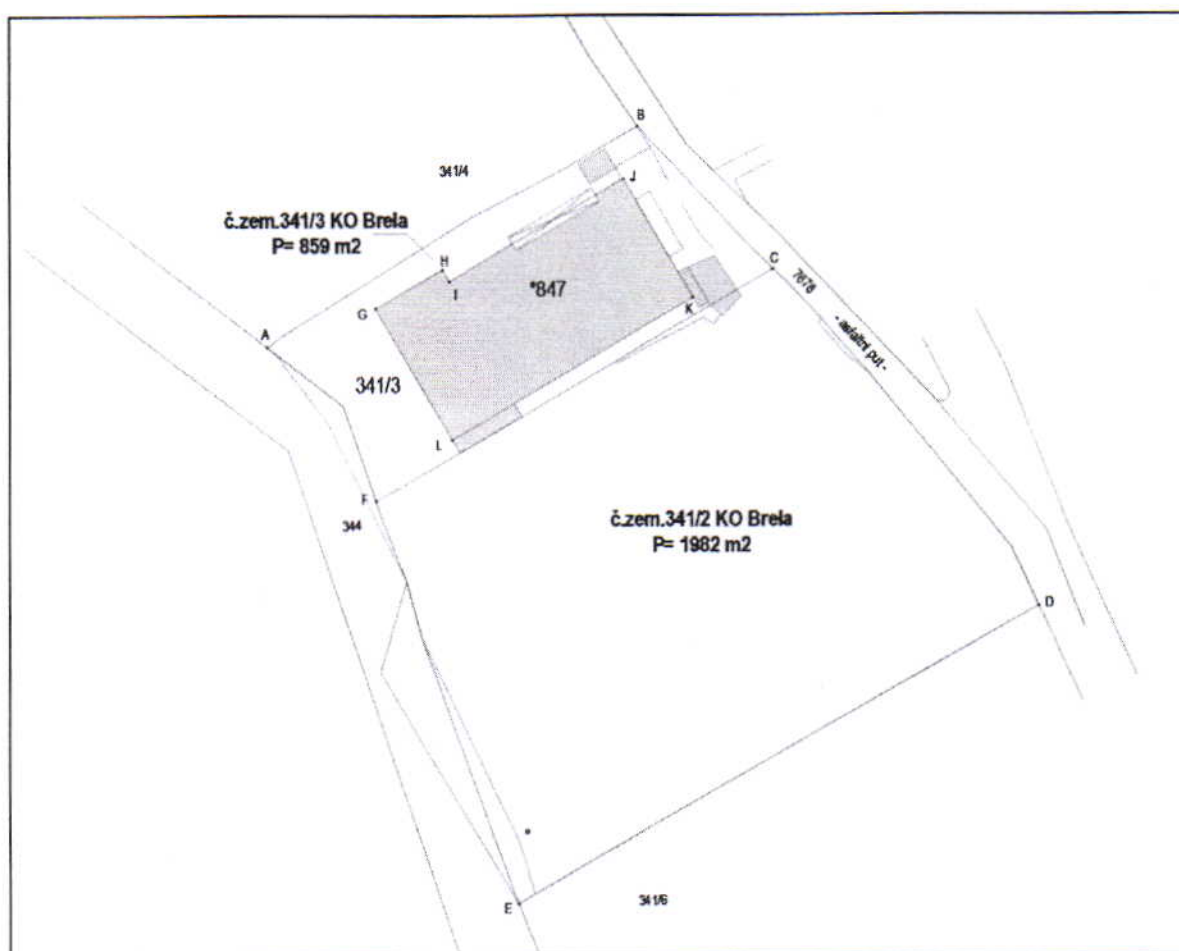 B
341/4
J
č.zem.341/3 KO Brela
P= 859 m2
H
I
*847
C
7678
- asfaltni put -
G
K
A
341/3
L
F
344
č.zem.341/2 KO Brela
P= 1982 m2
D
E
341/6